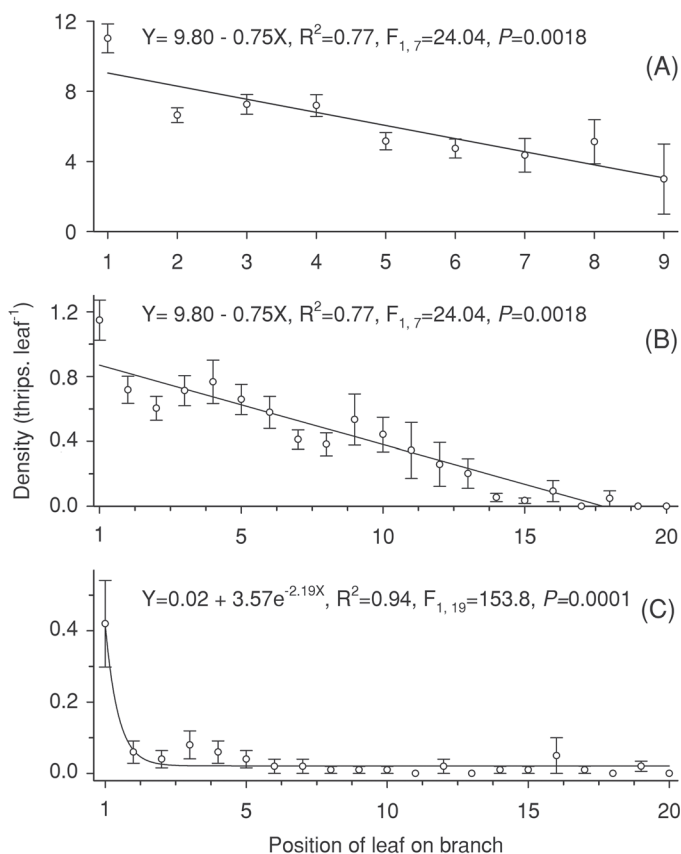 12
Y= 9.80 - 0.75X, R²=0.77, F₁, ₇=24.04, P=0.0018
(A)
8
4
0
1 2 3 4 5 6 7 8 9
Density (thrips. leaf⁻¹)
1.2
Y= 9.80 - 0.75X, R²=0.77, F₁, ₇=24.04, P=0.0018
(B)
0.8
0.4
0.0
1 5 10 15 20
Y=0.02 + 3.57e⁻²·¹⁹ˣ, R²=0.94, F₁, ₁₉=153.8, P=0.0001
(C)
0.4
0.2
0.0
1 5 10 15 20
Position of leaf on branch